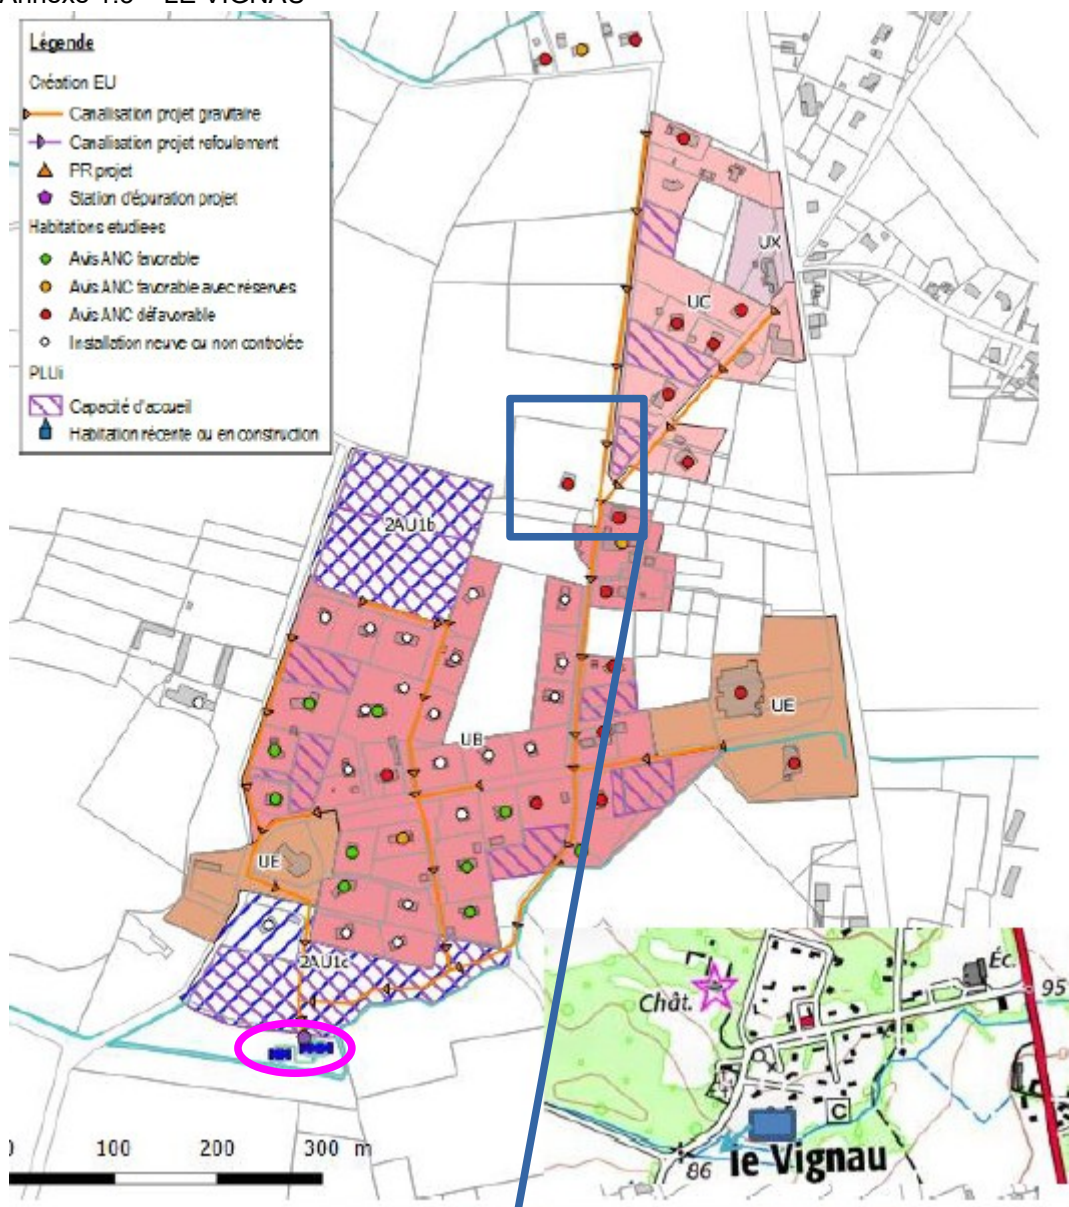 Annexe 4.3 – LE VIGNAU
Légende
Création EU
Canalisation projet gravitaire
Canalisation projet refoulement
PR projet
Station d'épuration projet
Habitations etudiees
Avis ANC favorable
Avis ANC favorable avec réserves
Avis ANC défavorable
Installation neuve ou non controlée
PLUi
Capacité d'accueil
Habitation récente ou en construction
UX
UC
2AU1b
UE
UB
UE
2AU1c
Éc.
95
Chât.
C
86
le Vignau
100
200
300 m